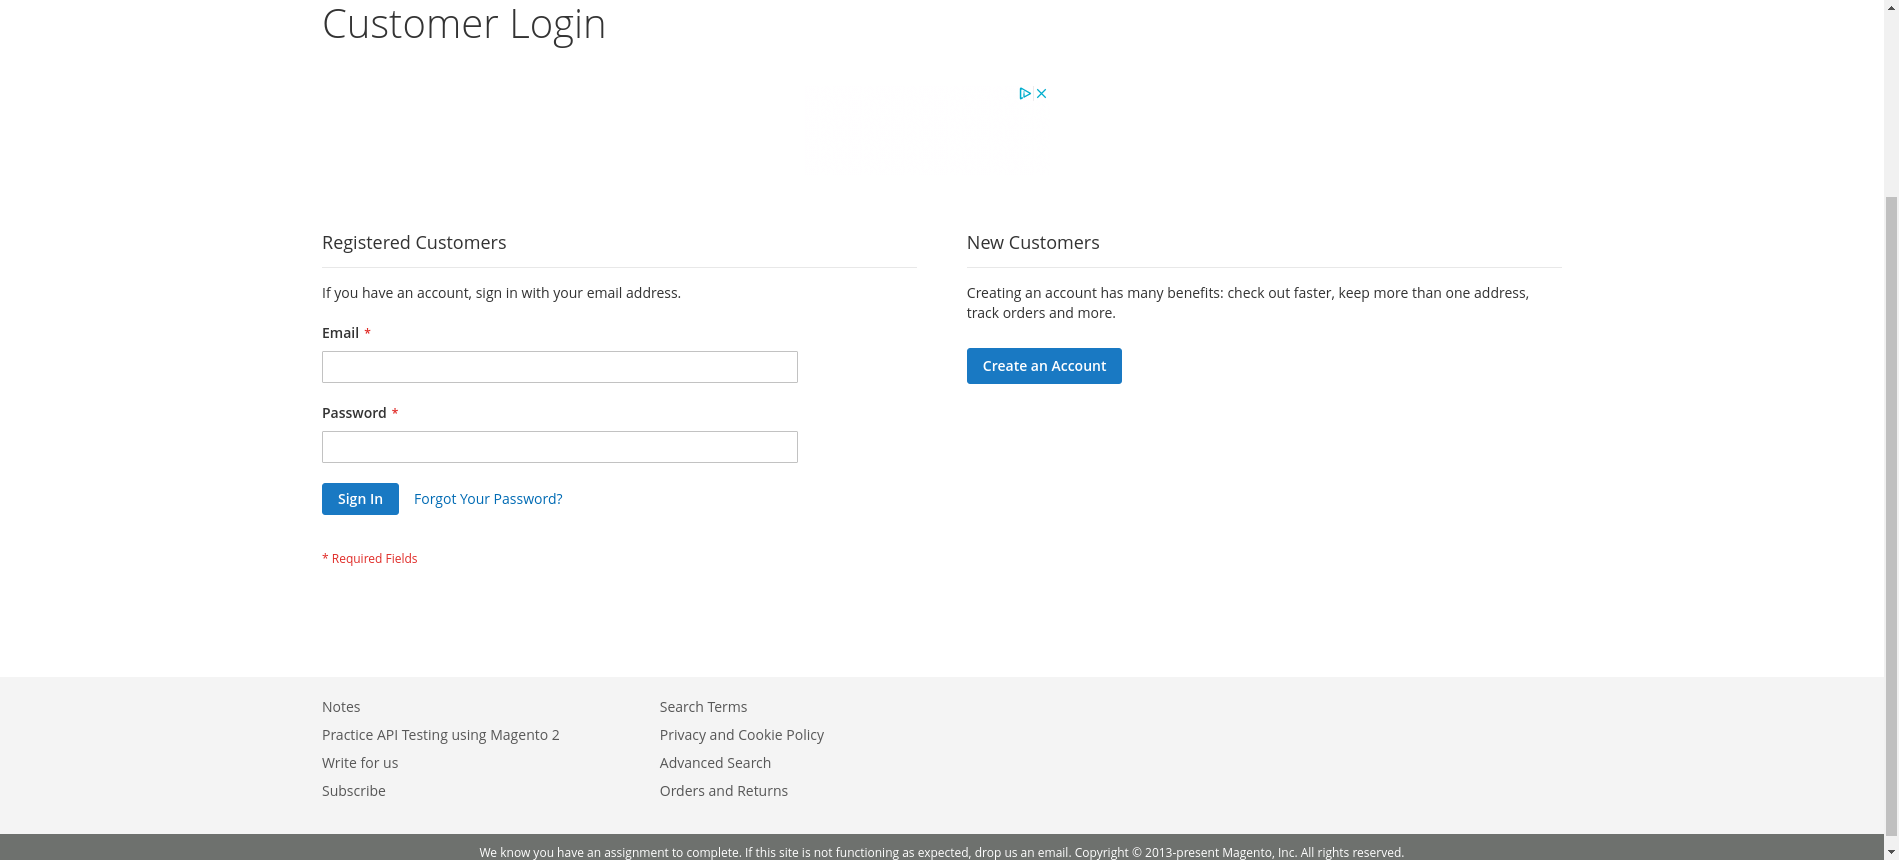 Customer Login
Registered Customers
If you have an account, sign in with your email address.
Email *
Password *
Sign In
Forgot Your Password?
* Required Fields
New Customers
Creating an account has many benefits: check out faster, keep more than one address,
track orders and more.
Create an Account
Notes
Practice API Testing using Magento 2
Write for us
Subscribe
Search Terms
Privacy and Cookie Policy
Advanced Search
Orders and Returns
We know you have an assignment to complete. If this site is not functioning as expected, drop us an email. Copyright © 2013-present Magento, Inc. All rights reserved.